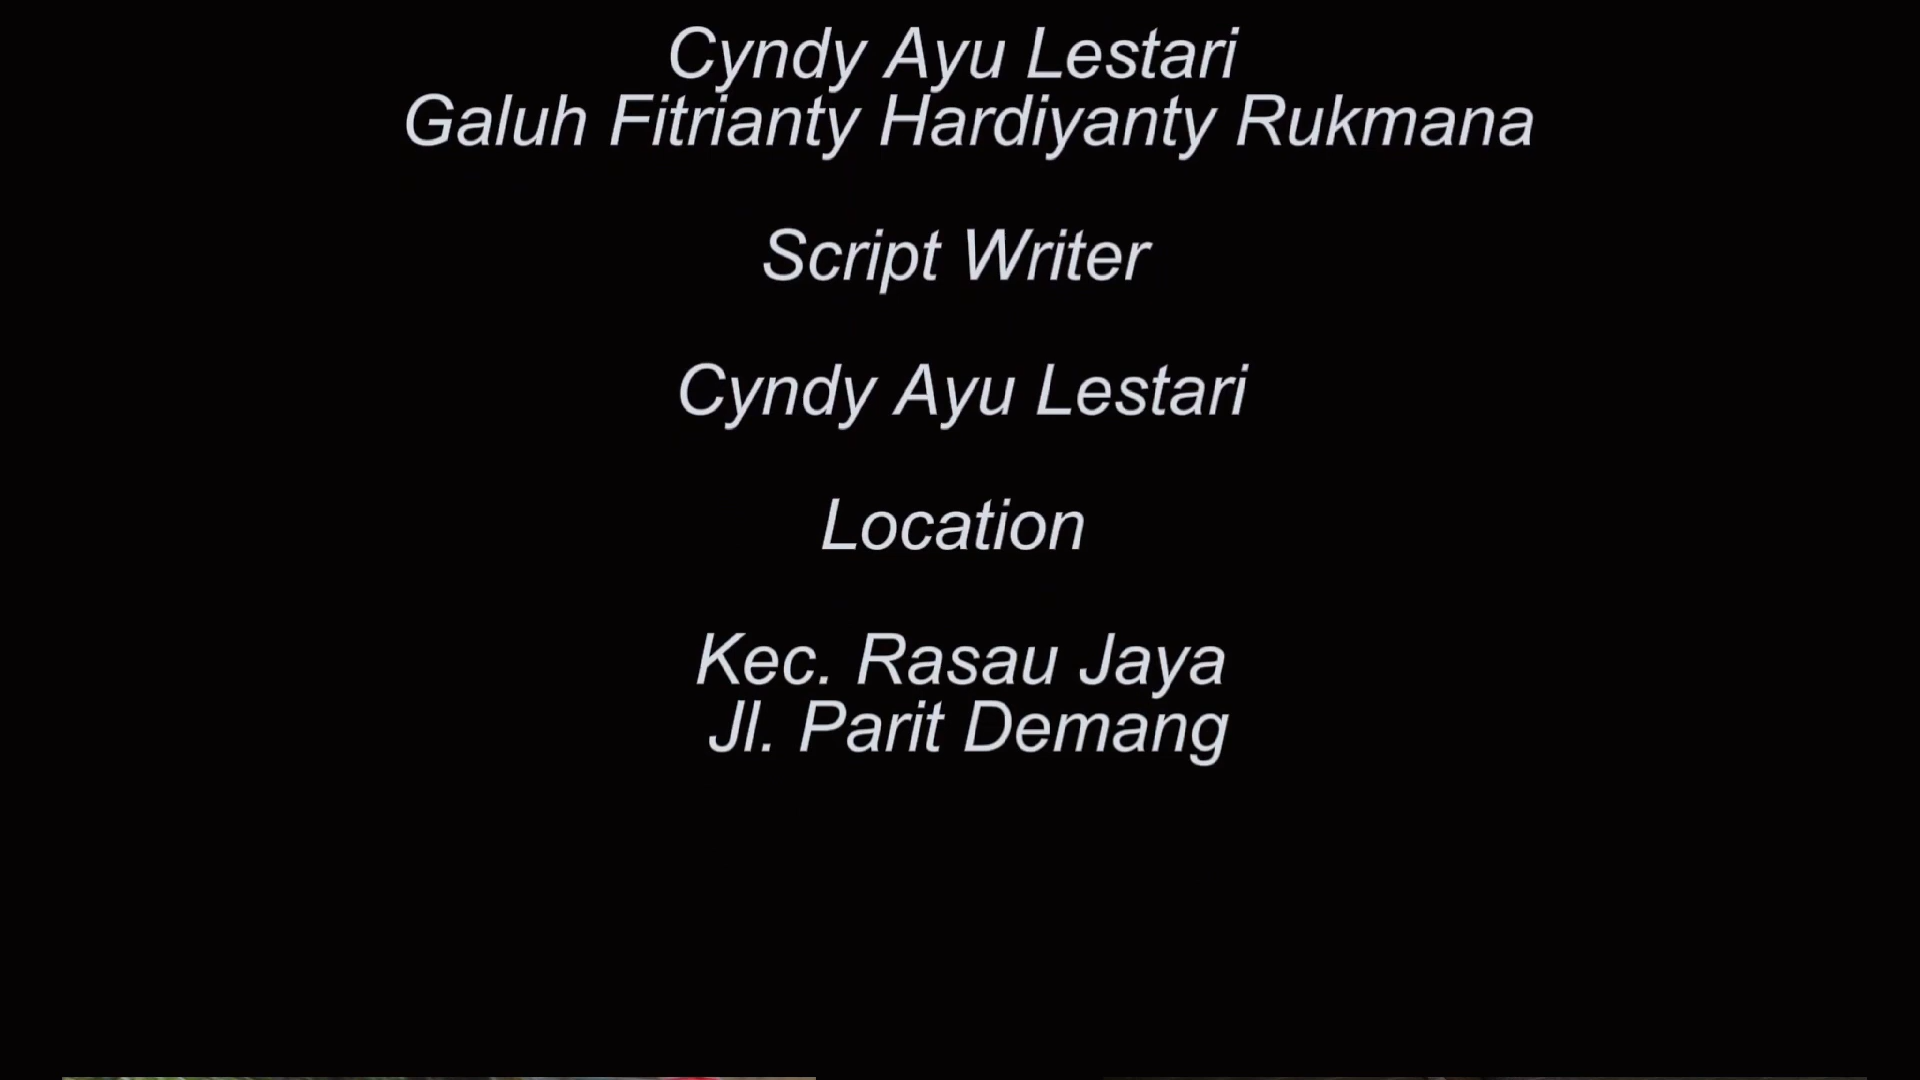 Cyndy Ayu Lestari
Galuh Fitrianty Hardiyanty Rukmana
Script Writer
Cyndy Ayu Lestari
Location
Kec. Rasau Jaya
Jl. Parit Demang